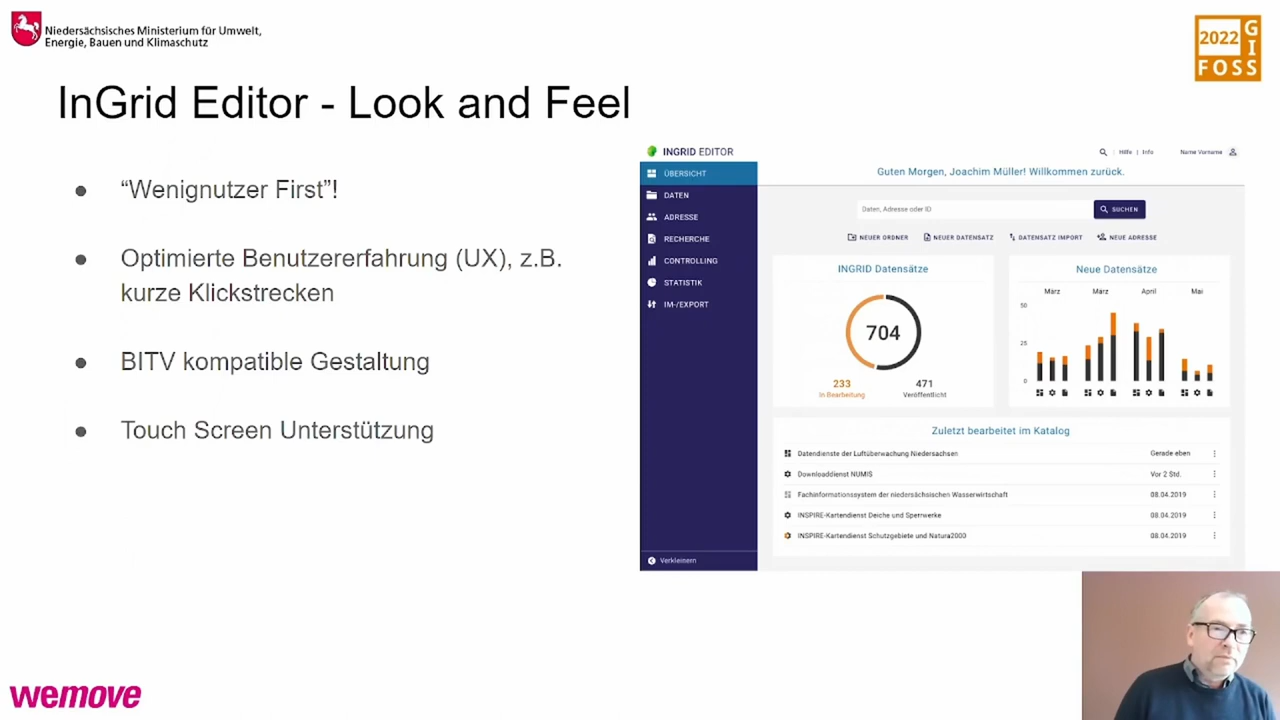 Niedersächsisches Ministerium für Umwelt,
Energie, Bauen und Klimaschutz
2022
GI
FOSS
InGrid Editor - Look and Feel
“Wenignutzer First”!
Optimierte Benutzererfahrung (UX), z.B.
kurze Klickstrecken
BITV kompatible Gestaltung
Touch Screen Unterstützung
INGRID EDITOR
Hilfe | Info
Name Vorname
ÜBERSICHT
DATEN
ADRESSE
RECHERCHE
CONTROLLING
STATISTIK
IM-/EXPORT
Verkleinern
Guten Morgen, Joachim Müller! Willkommen zurück.
Daten, Adresse oder ID
SUCHEN
NEUER ORDNER
NEUER DATENSATZ
DATENSATZ IMPORT
NEUE ADRESSE
INGRID Datensätze
704
233
In Bearbeitung
471
Veröffentlicht
Neue Datensätze
März März April Mai
50
25
0
Zuletzt bearbeitet im Katalog
Datendienste der Luftüberwachung Niedersachsen Gerade eben
Downloaddienst NUMIS Vor 2 Std.
Fachinformationssystem der niedersächsischen Wasserwirtschaft 08.04.2019
INSPIRE-Kartendienst Deiche und Sperrwerke 08.04.2019
INSPIRE-Kartendienst Schutzgebiete und Natura2000 08.04.2019
wemove